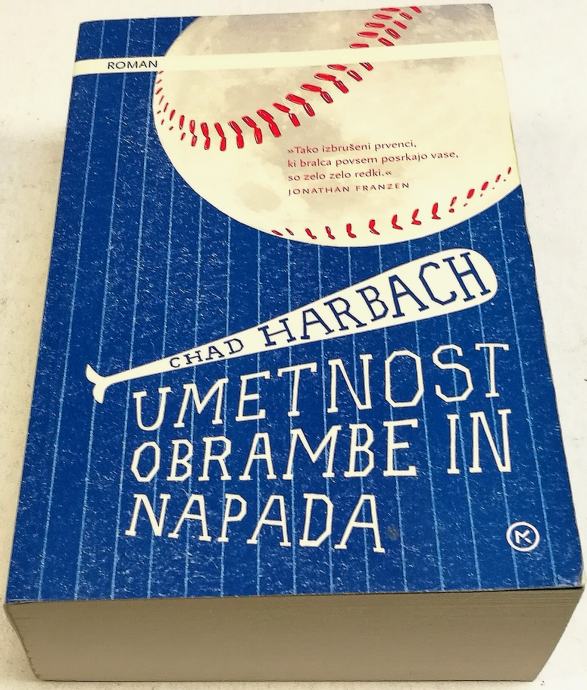 ROMAN
»Tako izbrušeni prvenci,
ki bralca povsem posrkajo vase,
so zelo zelo redki.«
JONATHAN FRANZEN
CHAD HARBACH
UMETNOST
OBRAMBE IN
NAPADA